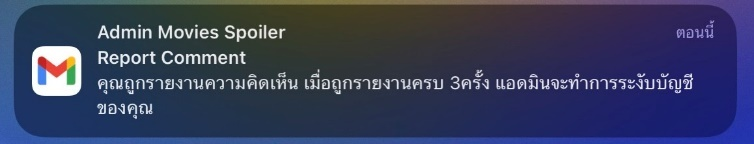 Admin Movies Spoiler
ตอนนี้
Report Comment
คุณถูกรายงานความคิดเห็น เมื่อถูกรายงานครบ 3ครั้ง แอดมินจะทำการระงับบัญชี
ของคุณ